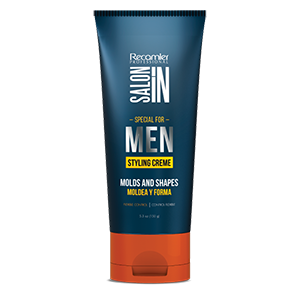 Recamier
PROFESSIONAL
SALON IN
SPECIAL FOR
MEN
STYLING CREME
MOLDS AND SHAPES
MOLDEA Y FORMA